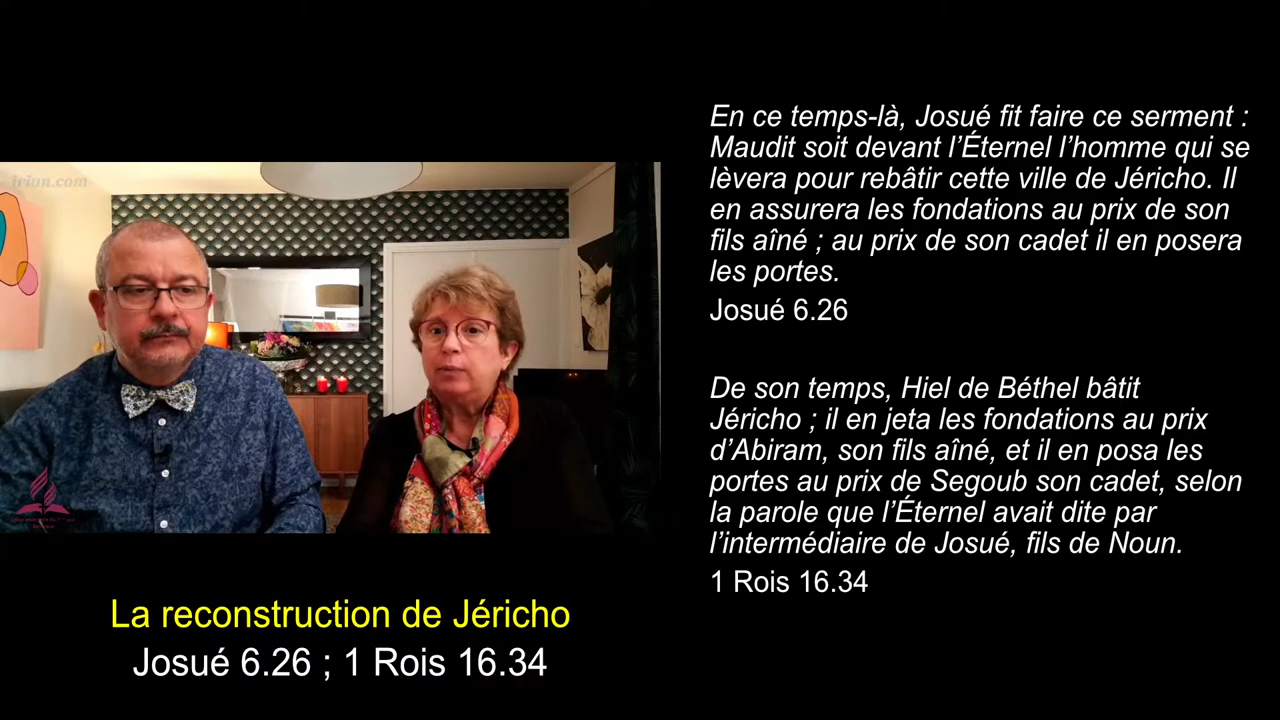 En ce temps-là, Josué fit faire ce serment :
Maudit soit devant l’Éternel l’homme qui se
lèvera pour rebâtir cette ville de Jéricho. Il
en assurera les fondations au prix de son
fils aîné ; au prix de son cadet il en posera
les portes.
Josué 6.26
De son temps, Hiel de Béthel bâtit
Jéricho ; il en jeta les fondations au prix
d’Abiram, son fils aîné, et il en posa les
portes au prix de Segoub son cadet, selon
la parole que l’Éternel avait dite par
l’intermédiaire de Josué, fils de Noun.
1 Rois 16.34
La reconstruction de Jéricho
Josué 6.26 ; 1 Rois 16.34